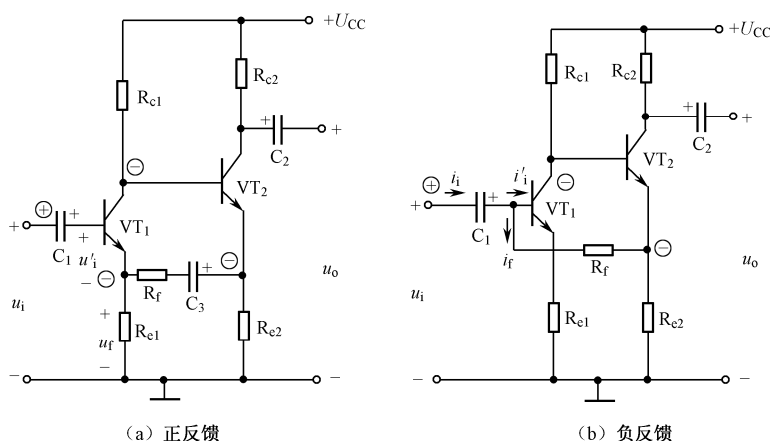 +U_CC
R_c1
R_c2
+
C_2
+
⊖
VT_2
+
⊕
+
C_1
+
u'_i
VT_1
−
⊖
R_f
C_3
+
⊖
u_i
+
u_f
−
R_e1
R_e2
u_o
−
−
（a）正反馈
+U_CC
R_c1
R_c2
+
C_2
+
VT_2
⊕
i_i
i'_i
⊖
+
C_1
+
VT_1
i_f
R_f
⊖
u_i
R_e1
R_e2
u_o
−
−
（b）负反馈